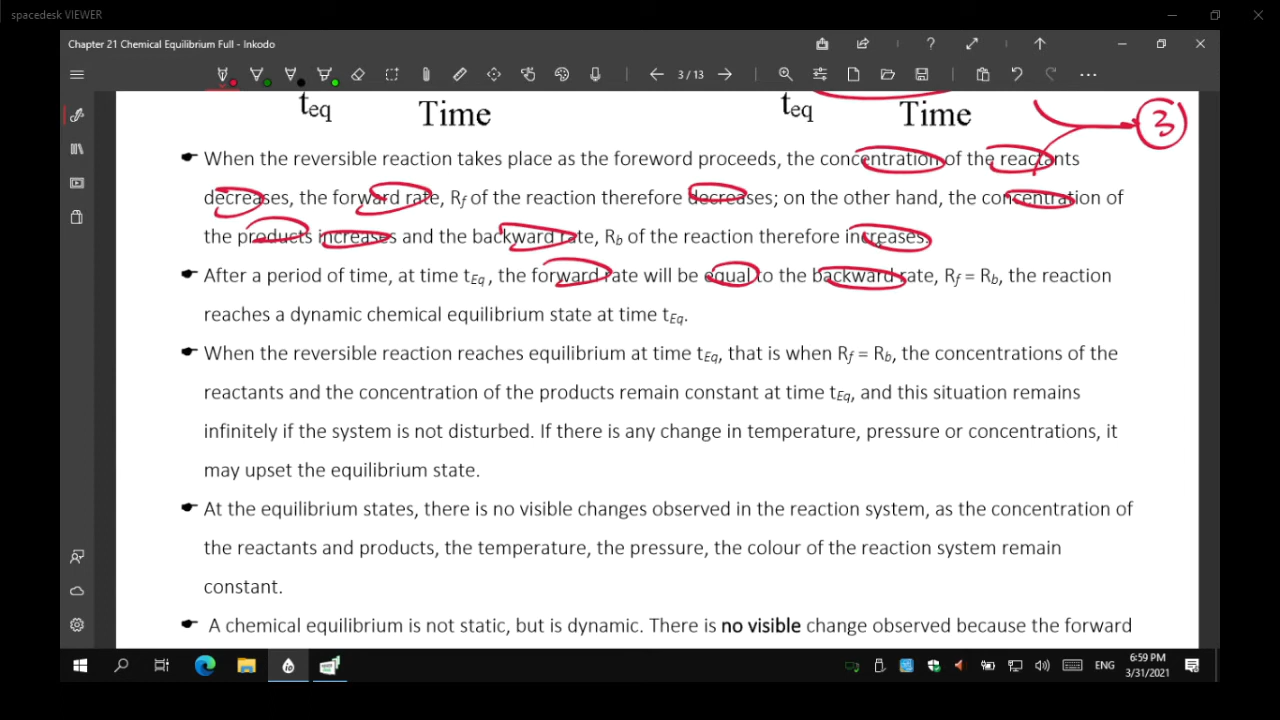 spacedesk VIEWER
Chapter 21 Chemical Equilibrium Full - Inkodo
3 / 13
teq Time teq Time
3
When the reversible reaction takes place as the foreword proceeds, the concentration of the reactants
decreases, the forward rate, Rf of the reaction therefore decreases; on the other hand, the concentration of
the products increases and the backward rate, Rb of the reaction therefore increases.
After a period of time, at time tEq , the forward rate will be equal to the backward rate, Rf = Rb, the reaction
reaches a dynamic chemical equilibrium state at time tEq.
When the reversible reaction reaches equilibrium at time tEq, that is when Rf = Rb, the concentrations of the
reactants and the concentration of the products remain constant at time tEq, and this situation remains
infinitely if the system is not disturbed. If there is any change in temperature, pressure or concentrations, it
may upset the equilibrium state.
At the equilibrium states, there is no visible changes observed in the reaction system, as the concentration of
the reactants and products, the temperature, the pressure, the colour of the reaction system remain
constant.
A chemical equilibrium is not static, but is dynamic. There is no visible change observed because the forward
ENG
6:59 PM
3/31/2021